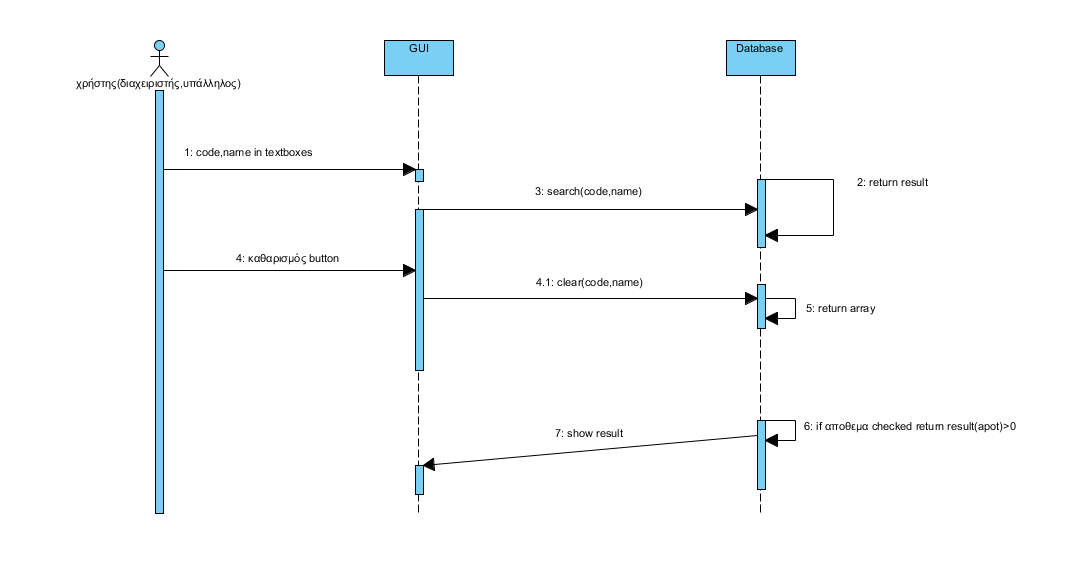 GUI
Database
χρήστης(διαχειριστής,υπάλληλος)
1: code,name in textboxes
2: return result
3: search(code,name)
4: καθαρισμός button
4.1: clear(code,name)
5: return array
6: if αποθεμα checked return result(apot)>0
7: show result